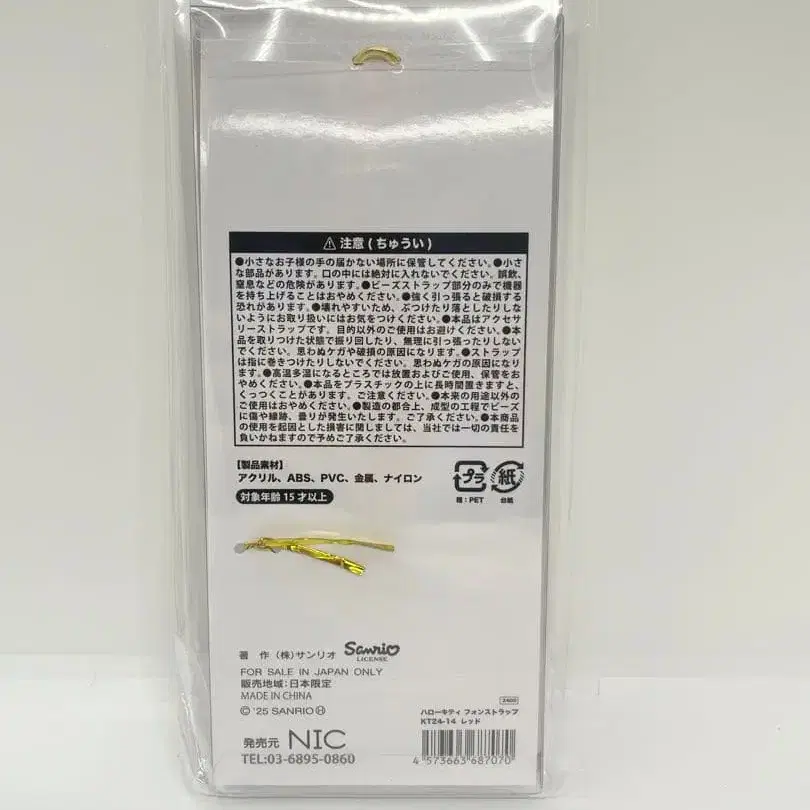 ⚠ 注意(ちゅうい)
●小さなお子様の手の届かない場所に保管してください。●小さ
な部品があります。口の中には絶対に入れないでください。誤飲、
窒息などの危険があります。●ビーズストラップ部分のみで機器
を持ち上げることはおやめください。●強く引っ張ると破損する
恐れがあります。●壊れやすいため、ぶつけたり落としたりしな
いようにお取り扱いにはお気をつけください。●本品はアクセサ
リーストラップです。目的以外のご使用はお避けください。●本
品を取りつけた状態で振り回したり、無理に引っ張ったりしない
でください。思わぬケガや破損の原因になります。●ストラップ
は指に巻きつけたりしないでください。思わぬケガの原因になり
ます。●高温多湿になるところでは放置およびご使用、保管をお
やめください。●本品をプラスチックの上に長時間置きますと、
くっつくことがあります。ご注意ください。●本来の用途以外の
ご使用はおやめください。●製造の都合上、成型の工程でビーズ
に傷や線跡、曇りが発生いたします。ご了承ください。●本商品
の使用を起因とした損害に関しましては、当社では一切の責任を
負いかねますので予めご了承ください。
【製品素材】
アクリル、ABS、PVC、金属、ナイロン
対象年齢15才以上
プラ 紙
種:PET 台紙
著 作 (株)サンリオ Sanrio
LICENSE
FOR SALE IN JAPAN ONLY
販売地域:日本限定
MADE IN CHINA
© '25 SANRIO Ⓗ
発売元 NIC
TEL:03-6895-0860
2400
ハローキティ フォンストラップ
KT24-14 レッド
4 573663 687070